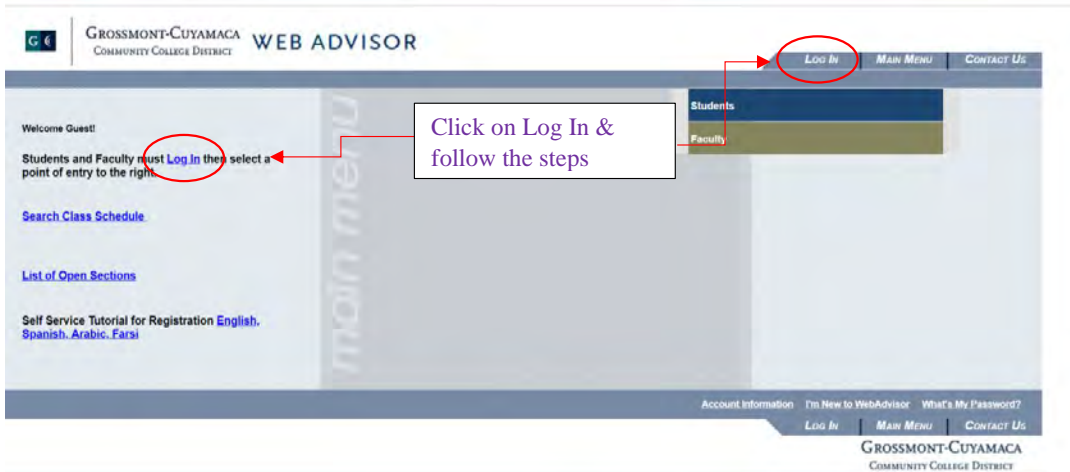 G C
GROSSMONT-CUYAMACA
COMMUNITY COLLEGE DISTRICT
WEB ADVISOR
LOG IN
MAIN MENU
CONTACT US
Students
Faculty
Welcome Guest!
Students and Faculty must Log In then select a
point of entry to the right.
Search Class Schedule
List of Open Sections
Self Service Tutorial for Registration English,
Spanish, Arabic, Farsi
main menu
Click on Log In &
follow the steps
Account Information
I'm New to WebAdvisor
What's My Password?
LOG IN
MAIN MENU
CONTACT US
GROSSMONT-CUYAMACA
COMMUNITY COLLEGE DISTRICT